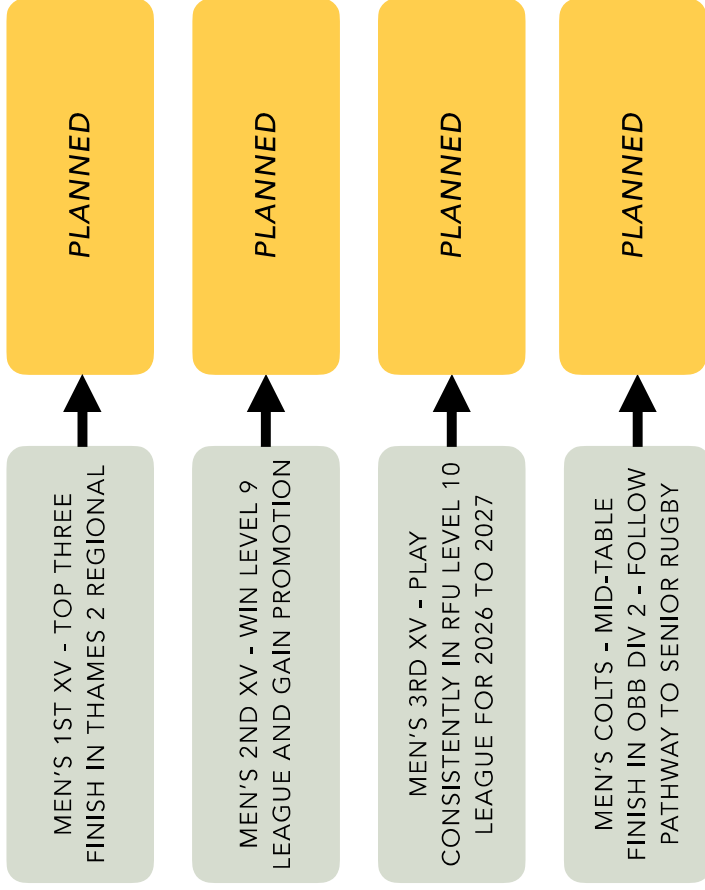 MEN'S 1ST XV - TOP THREE
FINISH IN THAMES 2 REGIONAL
PLANNED
MEN'S 2ND XV - WIN LEVEL 9
LEAGUE AND GAIN PROMOTION
PLANNED
MEN'S 3RD XV - PLAY
CONSISTENTLY IN RFU LEVEL 10
LEAGUE FOR 2026 TO 2027
PLANNED
MEN'S COLTS - MID-TABLE
FINISH IN OBB DIV 2 - FOLLOW
PATHWAY TO SENIOR RUGBY
PLANNED